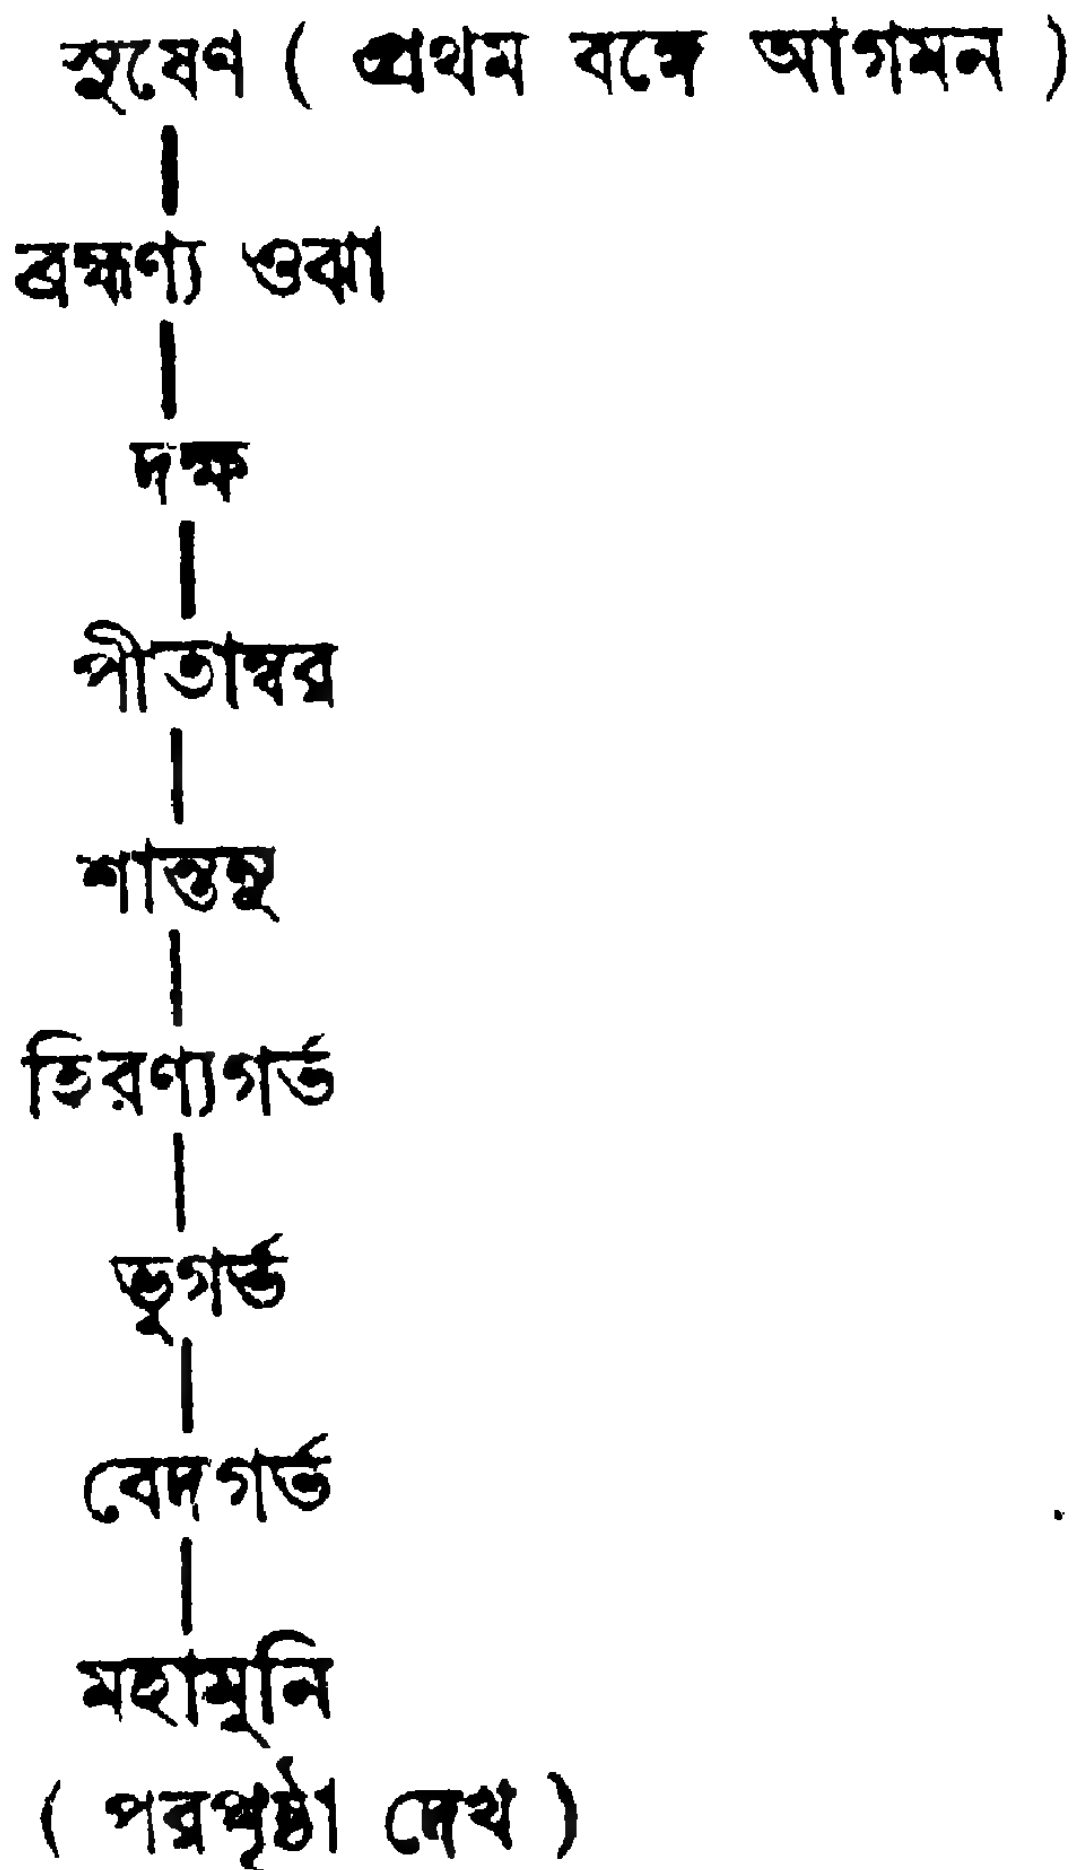 সুষেণ ( প্রথম বঙ্গে আগমন )
ব্রহ্মণ্য ওঝা
দক্ষ
পীতাম্বর
শান্তনু
হিরণ্যগর্ভ
ভূগর্ভ
বেদগর্ভ
মহামুনি
( পরপৃষ্ঠা দেখ )